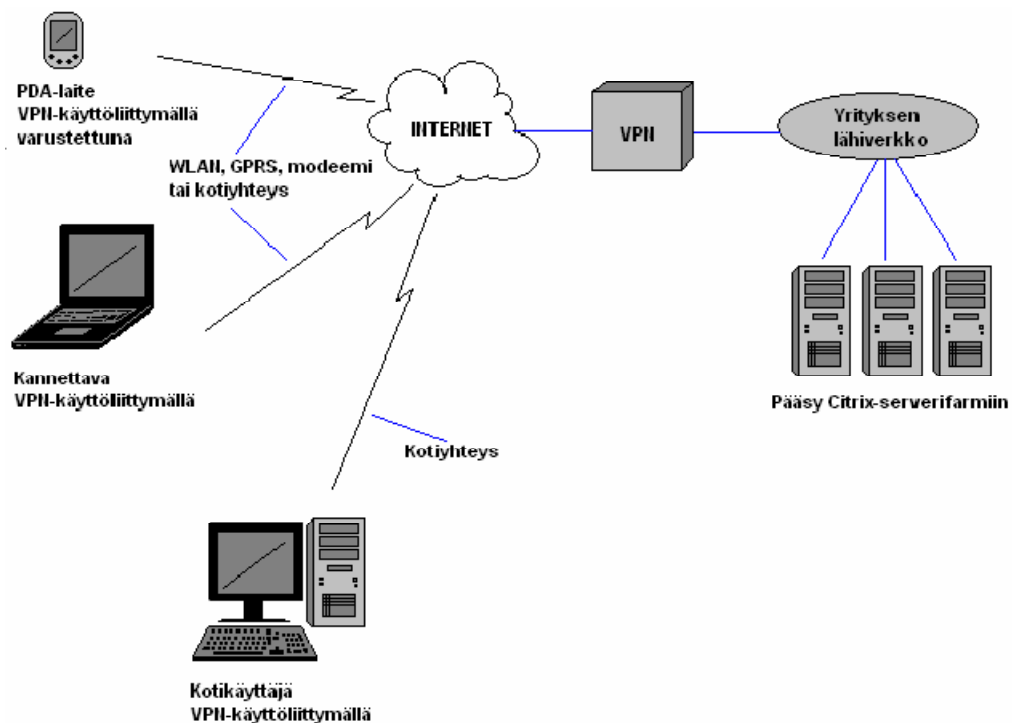 PDA-laite
VPN-käyttöliittymällä
varustettuna
WLAN, GPRS, modeemi
tai kotiyhteys
INTERNET
VPN
Yrityksen
lähiverkko
Kannettava
VPN-käyttöliittymällä
Pääsy Citrix-serverifarmiin
Kotiyhteys
Kotikäyttäjä
VPN-käyttöliittymällä